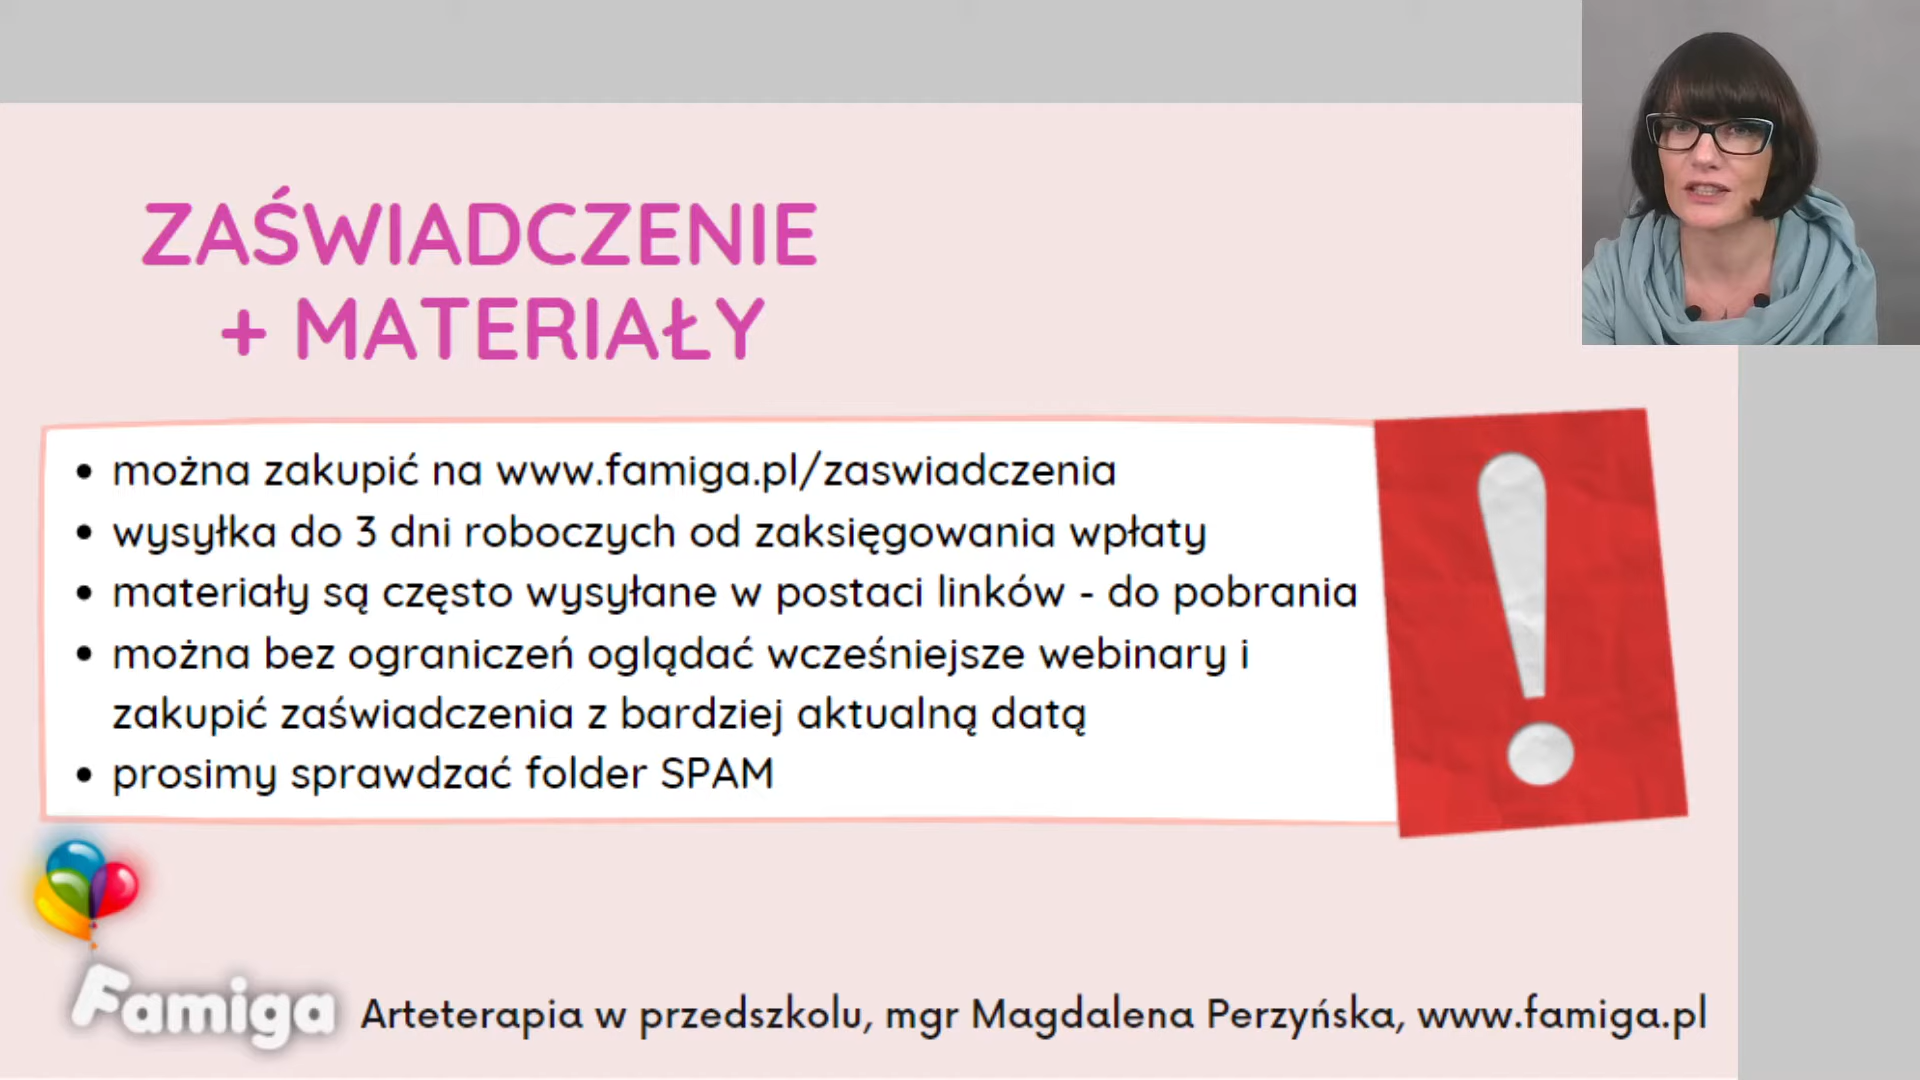 ZAŚWIADCZENIE
+ MATERIAŁY
• można zakupić na www.famiga.pl/zaswiadczenia
• wysyłka do 3 dni roboczych od zaksięgowania wpłaty
• materiały są często wysyłane w postaci linków - do pobrania
• można bez ograniczeń oglądać wcześniejsze webinary i
zakupić zaświadczenia z bardziej aktualną datą
• prosimy sprawdzać folder SPAM
!
Famiga
Arteterapia w przedszkolu, mgr Magdalena Perzyńska, www.famiga.pl